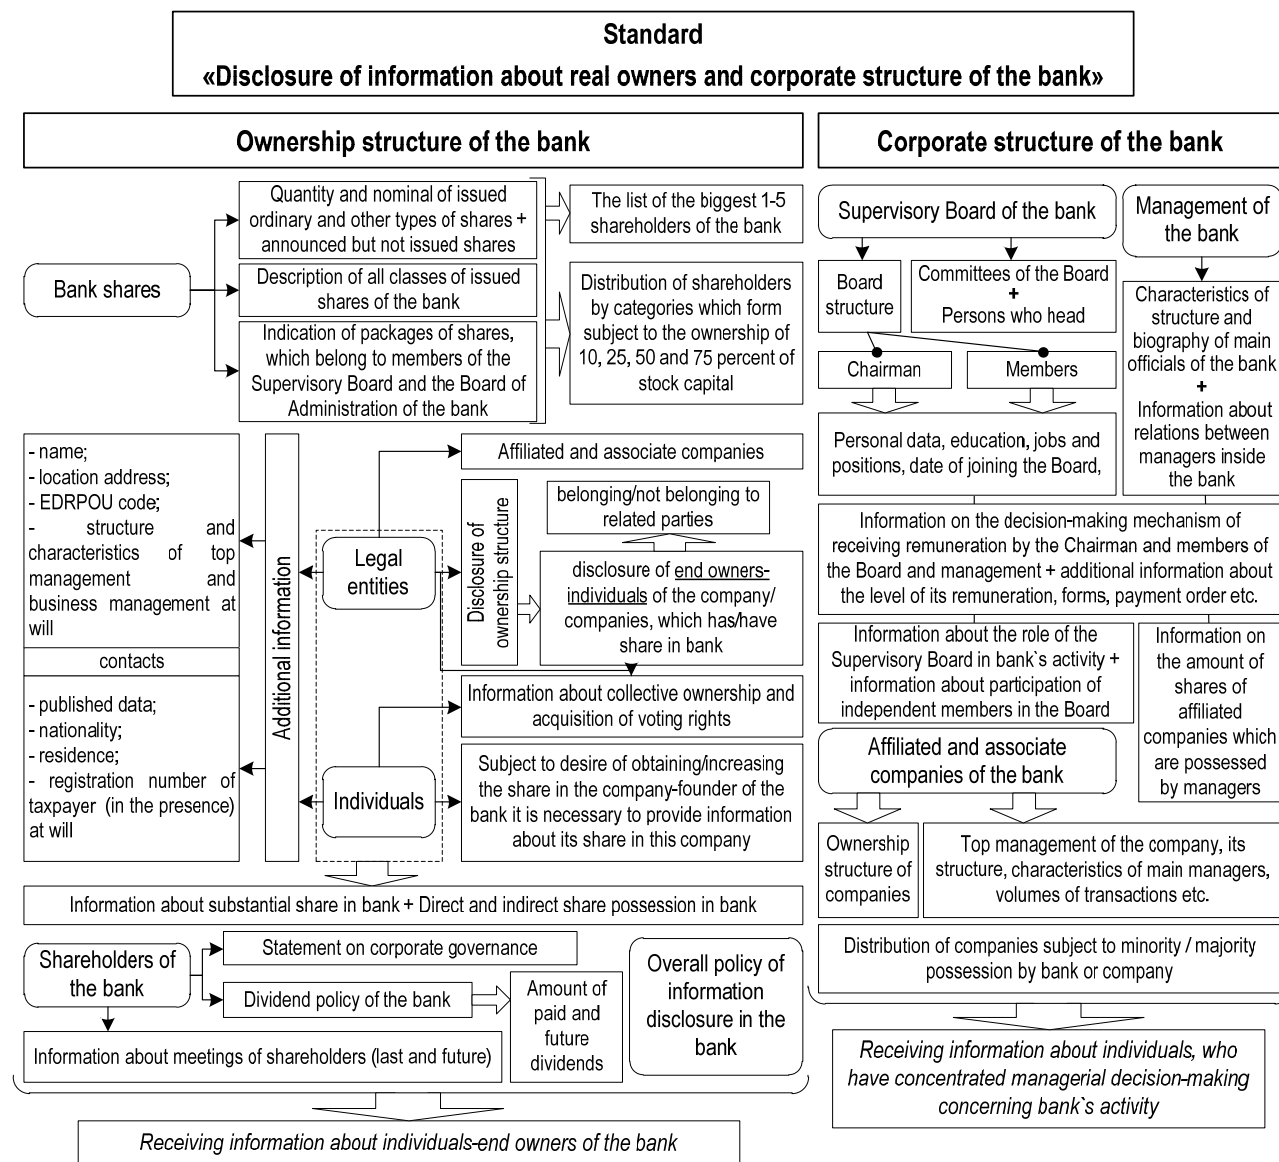 Standard
«Disclosure of information about real owners and corporate structure of the bank»
Ownership structure of the bank
Bank shares
Quantity and nominal of issued
ordinary and other types of shares +
announced but not issued shares
Description of all classes of issued
shares of the bank
Indication of packages of shares,
which belong to members of the
Supervisory Board and the Board of
Administration of the bank
The list of the biggest 1-5
shareholders of the bank
Distribution of shareholders
by categories which form
subject to the ownership of
10, 25, 50 and 75 percent of
stock capital
- name;
- location address;
- EDRPOU code;
- structure and
characteristics of top
management and
business management at
will
contacts
- published data;
- nationality;
- residence;
- registration number of
taxpayer (in the presence)
at will
Additional information
Legal
entities
Individuals
Affiliated and associate companies
Disclosure of
ownership structure
belonging/not belonging to
related parties
disclosure of end owners-
individuals of the company/
companies, which has/have
share in bank
Information about collective ownership and
acquisition of voting rights
Subject to desire of obtaining/increasing
the share in the company-founder of the
bank it is necessary to provide information
about its share in this company
Information about substantial share in bank + Direct and indirect share possession in bank
Shareholders of
the bank
Statement on corporate governance
Dividend policy of the bank
Amount of
paid and
future
dividends
Information about meetings of shareholders (last and future)
Overall policy of
information
disclosure in the
bank
Receiving information about individuals-end owners of the bank
Corporate structure of the bank
Supervisory Board of the bank
Board
structure
Committees of the Board
+
Persons who head
Chairman
Members
Personal data, education, jobs and
positions, date of joining the Board,
Management of
the bank
Characteristics of
structure and
biography of main
officials of the bank
+
Information about
relations between
managers inside
the bank
Information on the decision-making mechanism of
receiving remuneration by the Chairman and members of
the Board and management + additional information about
the level of its remuneration, forms, payment order etc.
Information about the role of the
Supervisory Board in bank`s activity +
information about participation of
independent members in the Board
Information on
the amount of
shares of
affiliated
companies which
are possessed
by managers
Affiliated and associate
companies of the bank
Ownership
structure of
companies
Top management of the company, its
structure, characteristics of main managers,
volumes of transactions etc.
Distribution of companies subject to minority / majority
possession by bank or company
Receiving information about individuals, who
have concentrated managerial decision-making
concerning bank`s activity